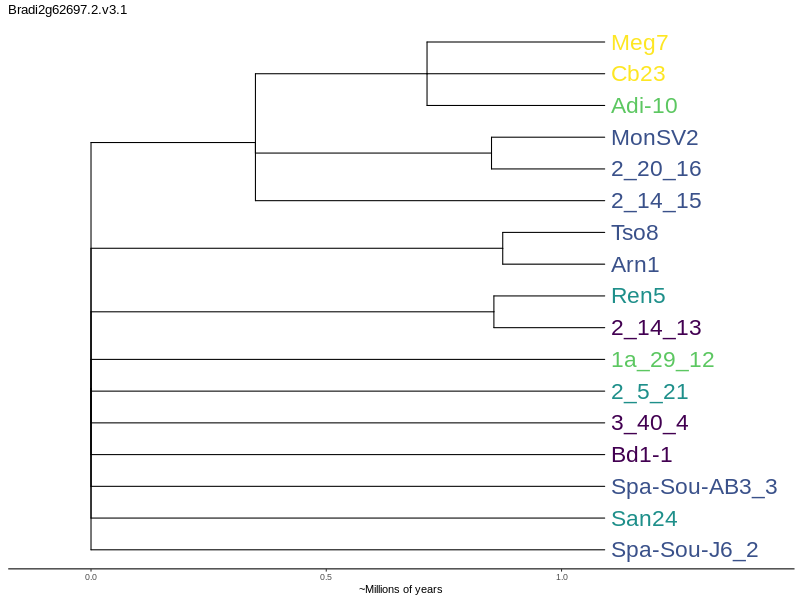 Bradi2g62697.2.v3.1
Meg7
Cb23
Adi-10
MonSV2
2_20_16
2_14_15
Tso8
Arn1
Ren5
2_14_13
1a_29_12
2_5_21
3_40_4
Bd1-1
Spa-Sou-AB3_3
San24
Spa-Sou-J6_2
0.0 0.5 1.0
~Millions of years